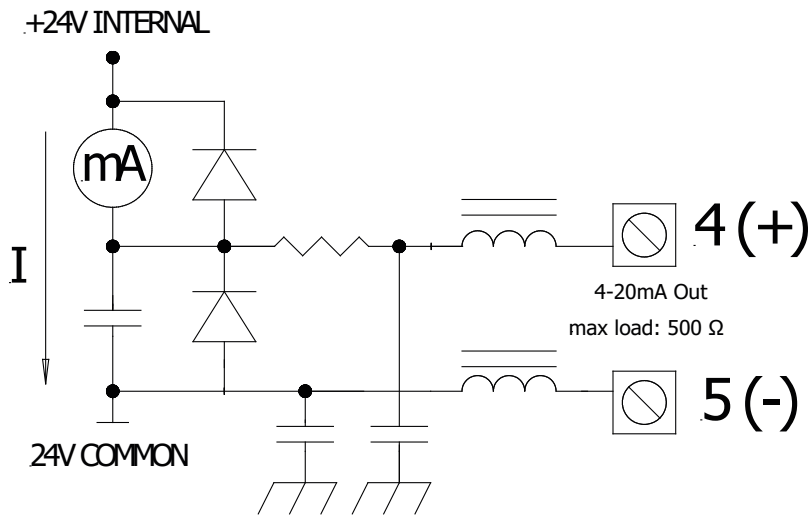 +24V INTERNAL
mA
I
4 (+)
4-20mA Out
max load: 500 Ω
5 (-)
24V COMMON